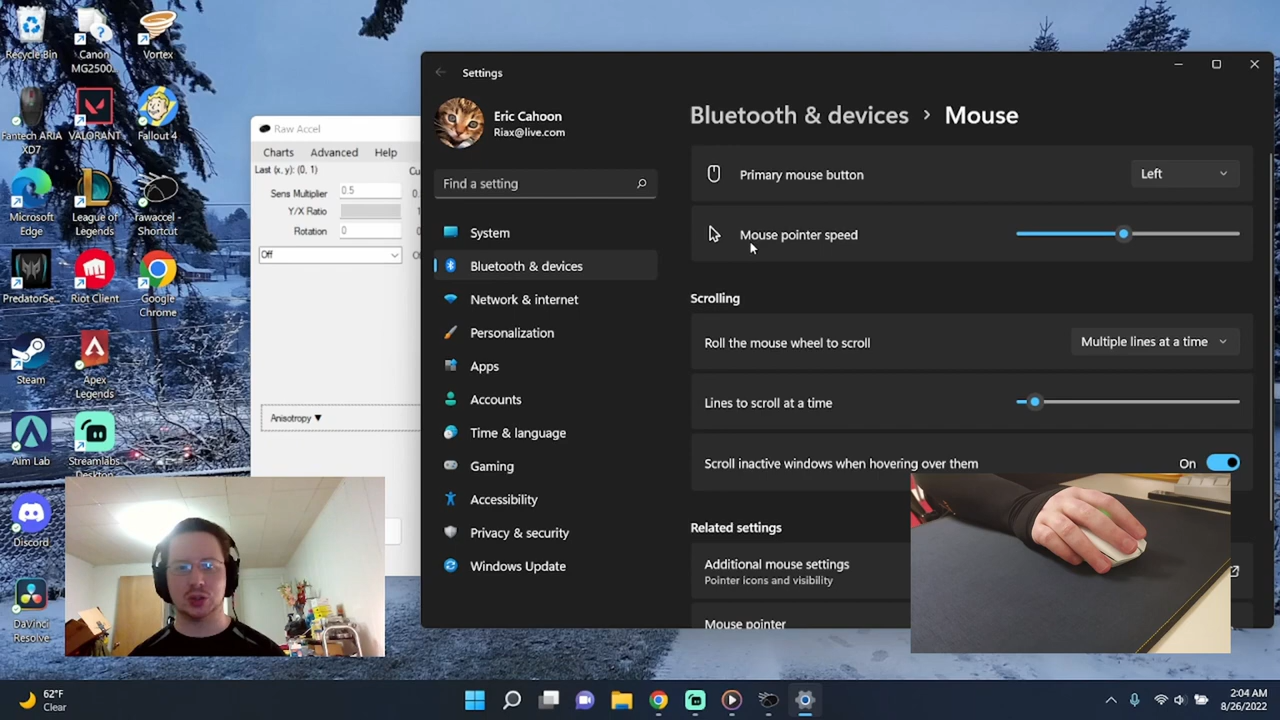 Recycle Bin
Canon
MG2500...
Vortex
Fantech ARIA
XD7
VALORANT
Fallout 4
Microsoft
Edge
League of
Legends
rawaccel -
Shortcut
PredatorSe...
Riot Client
Google
Chrome
Steam
Apex
Legends
Aim Lab
Streamlabs
Desktop
Discord
DaVinci
Resolve
Raw Accel
Charts Advanced Help
Last (x, y): (0, 1)
Cu
Sens Multiplier 0.5
Y/X Ratio
Rotation 0
Off
Anisotropy ▼
Settings
Eric Cahoon
Riax@live.com
Find a setting
System
Bluetooth & devices
Network & internet
Personalization
Apps
Accounts
Time & language
Gaming
Accessibility
Privacy & security
Windows Update
Bluetooth & devices > Mouse
Primary mouse button Left
Mouse pointer speed
Scrolling
Roll the mouse wheel to scroll Multiple lines at a time
Lines to scroll at a time
Scroll inactive windows when hovering over them On
Related settings
Additional mouse settings
Pointer icons and visibility
Mouse pointer
62°F
Clear
2:04 AM
8/26/2022